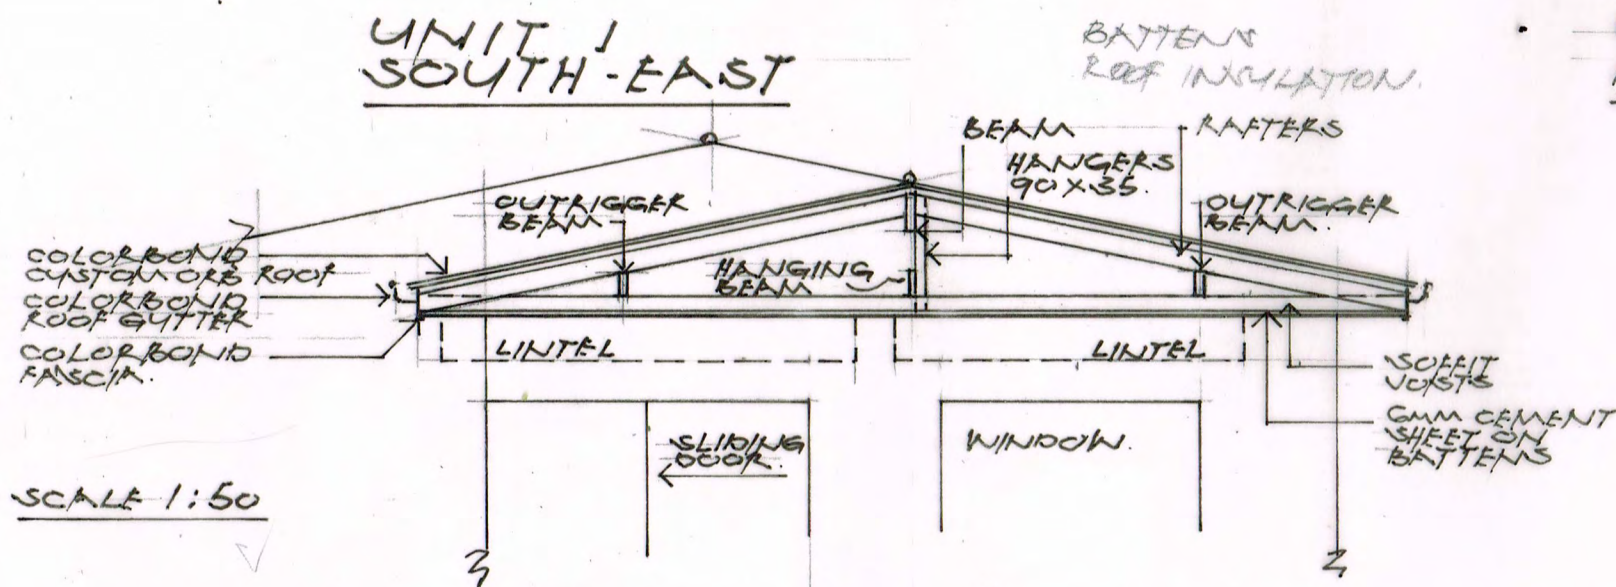 UNIT 1
SOUTH-EAST
BATTENS
ROOF INSULATION.
BEAM
RAFTERS
HANGERS
90 X 35.
OUTRIGGER
BEAM
OUTRIGGER
BEAM.
COLORBOND
CUSTOM ORB ROOF
COLORBOND
ROOF GUTTER
COLORBOND
FASCIA.
HANGING
BEAM
LINTEL
LINTEL
SOFFIT
JOISTS
6MM CEMENT
SHEET ON
BATTENS
SLIDING
DOOR.
WINDOW.
SCALE 1:50